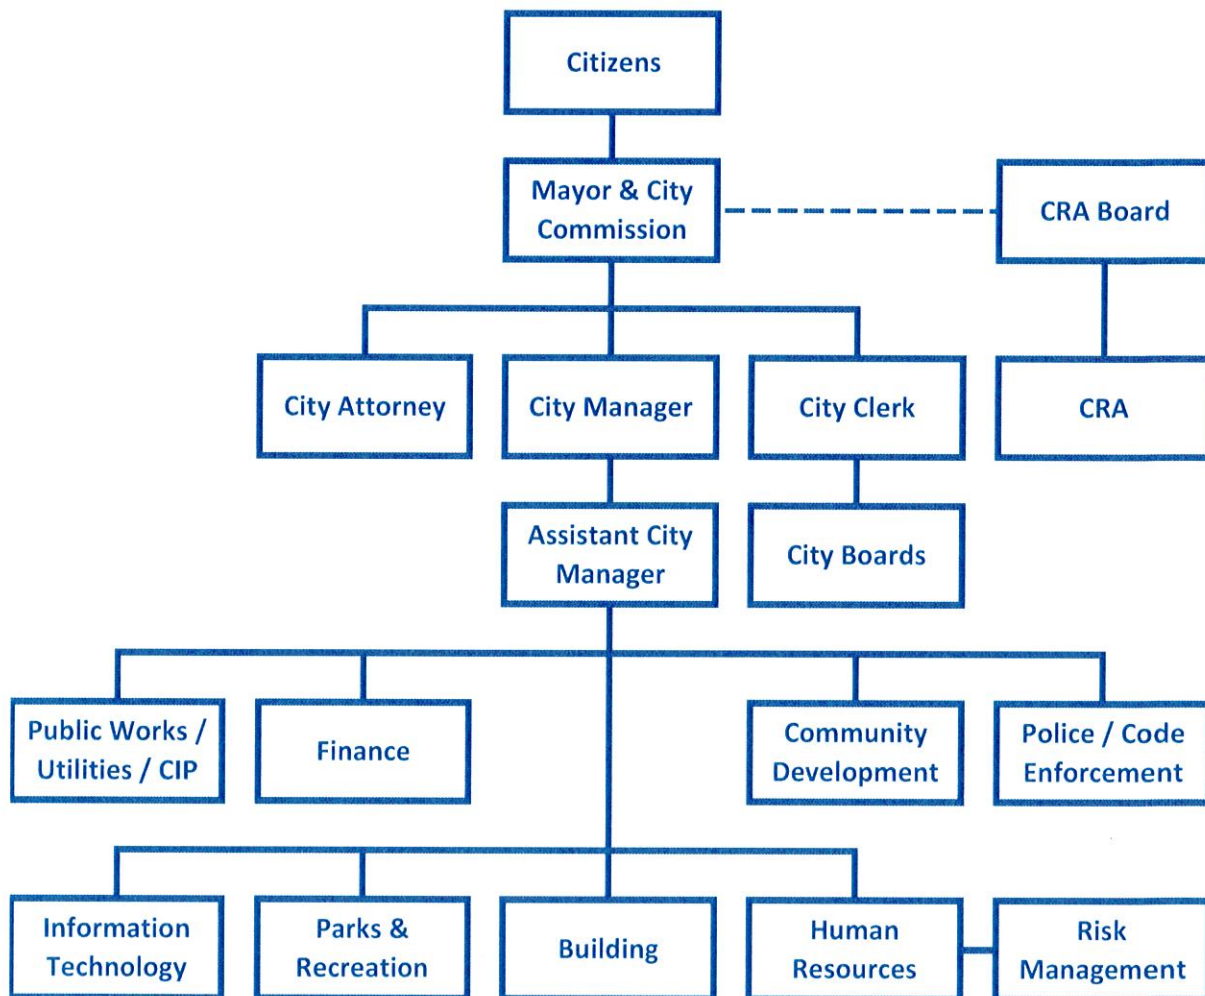 Citizens
Mayor & City
Commission
CRA Board
City Attorney
City Manager
City Clerk
CRA
Assistant City
Manager
City Boards
Public Works /
Utilities / CIP
Finance
Community
Development
Police / Code
Enforcement
Information
Technology
Parks &
Recreation
Building
Human
Resources
Risk
Management